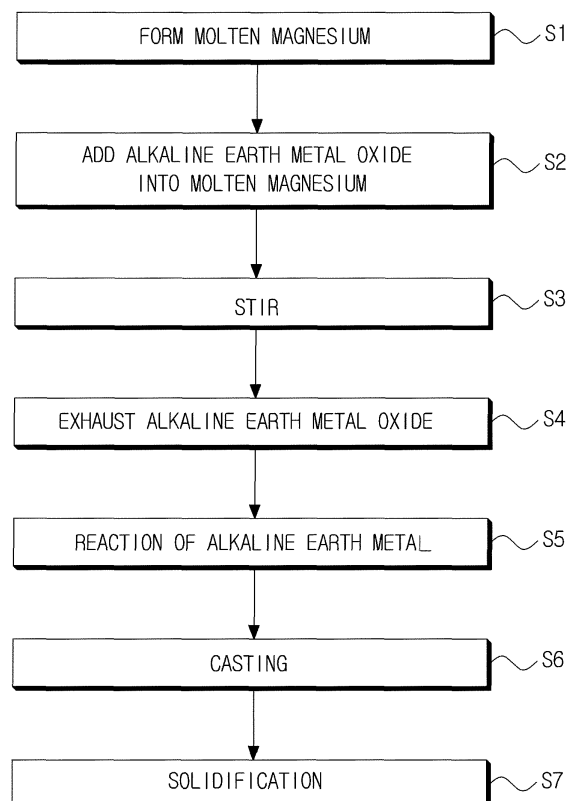 FORM MOLTEN MAGNESIUM S1
ADD ALKALINE EARTH METAL OXIDE
INTO MOLTEN MAGNESIUM S2
STIR S3
EXHAUST ALKALINE EARTH METAL OXIDE S4
REACTION OF ALKALINE EARTH METAL S5
CASTING S6
SOLIDIFICATION S7